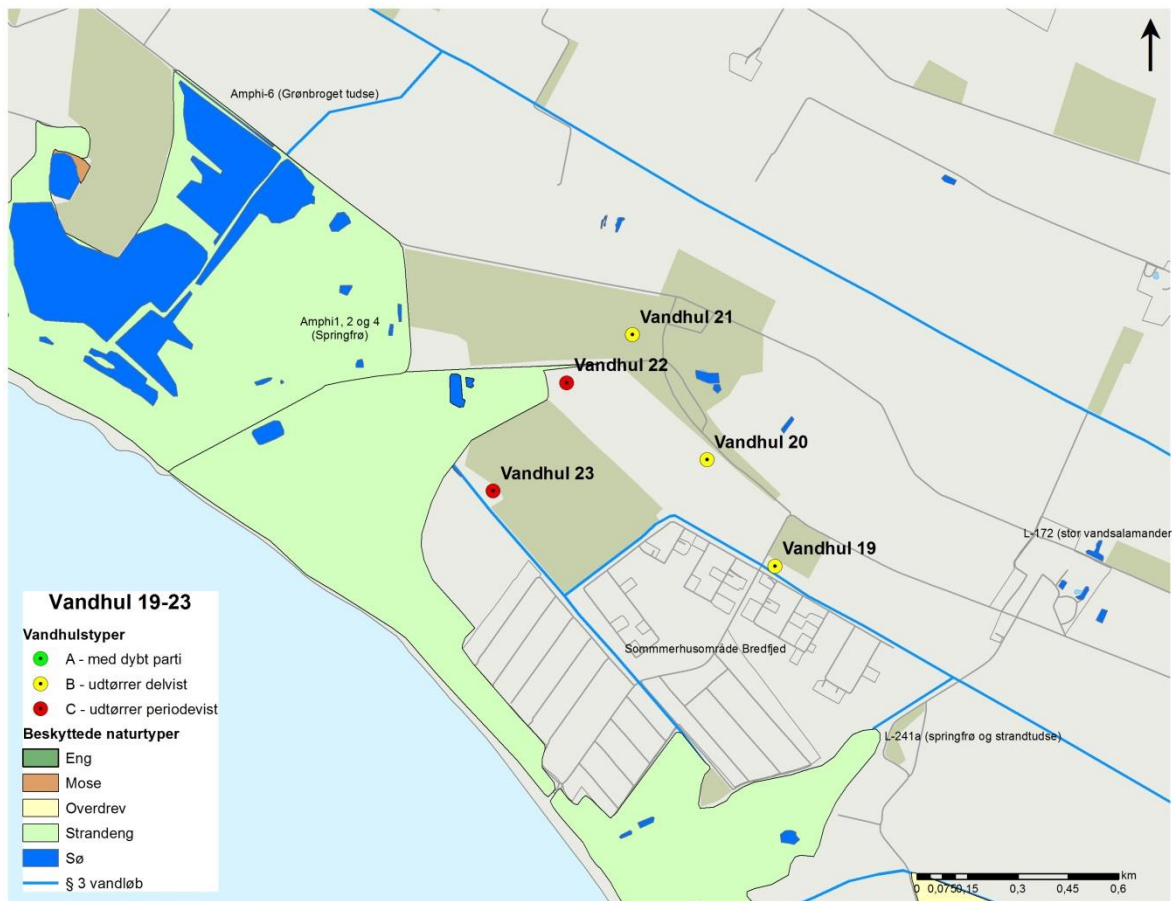 Amphi-6 (Grønbroget tudse)
Amphi1, 2 og 4
(Springfrø)
Vandhul 21
Vandhul 22
Vandhul 20
Vandhul 23
Vandhul 19
L-172 (stor vandsalamander
Sommmerhusområde Bredfjed
L-241a (springfrø og strandtudse)
Vandhul 19-23
Vandhulstyper
A - med dybt parti
B - udtørrer delvist
C - udtørrer periodevist
Beskyttede naturtyper
Eng
Mose
Overdrev
Strandeng
Sø
§ 3 vandløb
km
0 0,075 0,15 0,3 0,45 0,6